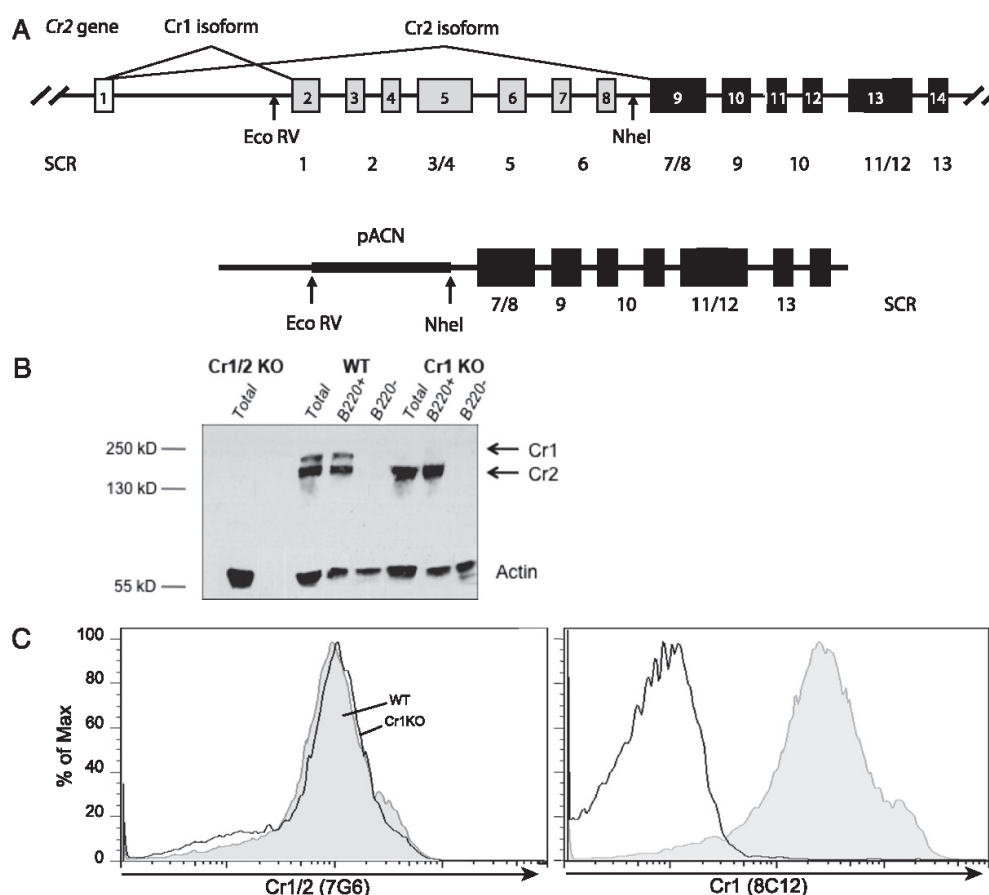 A
Cr2 gene Cr1 isoform Cr2 isoform
1 2 3 4 5 6 7 8 9 10 11 12 13 14
Eco RV NheI
SCR 1 2 3/4 5 6 7/8 9 10 11/12 13
pACN
Eco RV NheI 7/8 9 10 11/12 13 SCR
B
Cr1/2 KO WT Cr1 KO
Total Total B220+ B220- Total B220+ B220-
250 kD Cr1
Cr2
130 kD
Actin
55 kD
C
100
80
60
40
20
0
% of Max
WT
Cr1KO
Cr1/2 (7G6) Cr1 (8C12)